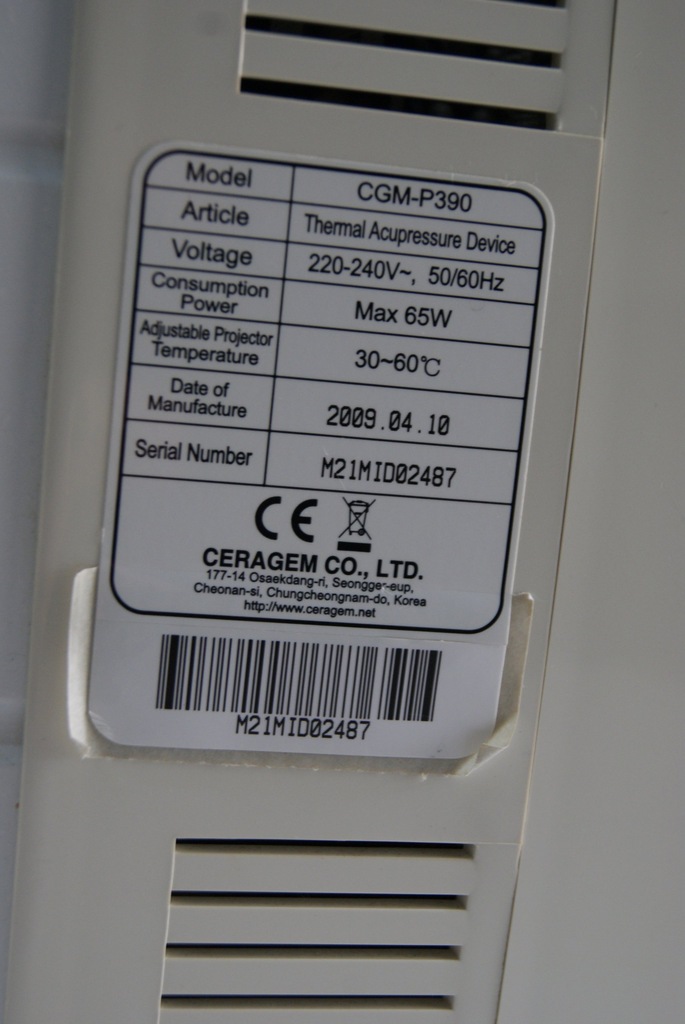 Model CGM-P390
Article Thermal Acupressure Device
Voltage 220-240V~, 50/60Hz
Consumption
Power Max 65W
Adjustable Projector
Temperature 30~60℃
Date of
Manufacture 2009.04.10
Serial Number M21MID02487
CE
CERAGEM CO., LTD.
177-14 Osaekdang-ri, Seongge-eup,
Cheonan-si, Chungcheongnam-do, Korea
http://www.ceragem.net
M21MID02487